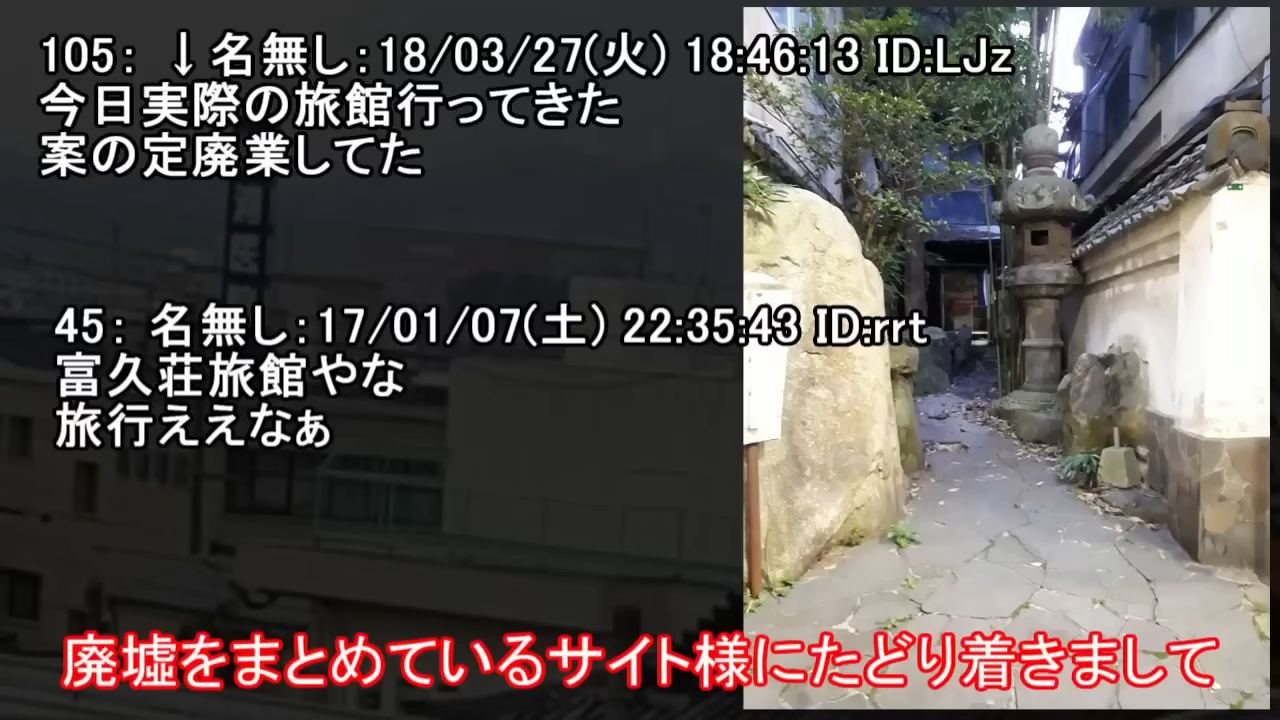 105： ↓名無し：18/03/27(火) 18:46:13 ID:LJz
今日実際の旅館行ってきた
案の定廃業してた
45： 名無し：17/01/07(土) 22:35:43 ID:rrt
富久荘旅館やな
旅行ええなぁ
廃墟をまとめているサイト様にたどり着きまして